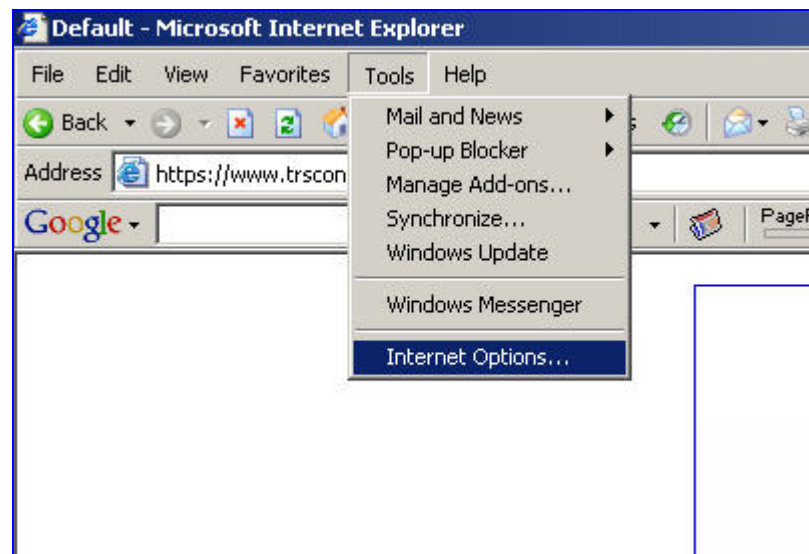 Default - Microsoft Internet Explorer
File Edit View Favorites Tools Help
Back
Mail and News
Pop-up Blocker
Address https://www.trscon
Manage Add-ons...
Google
Synchronize...
Windows Update
Windows Messenger
Internet Options...